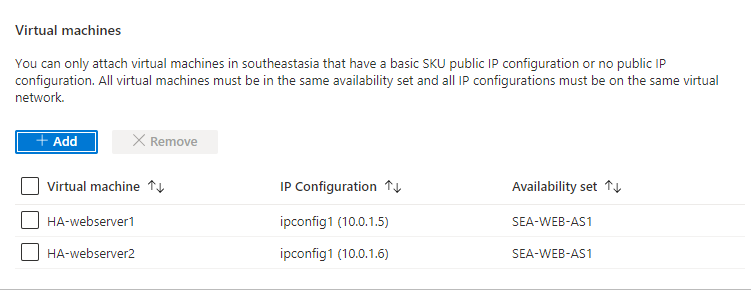 Virtual machines
You can only attach virtual machines in southeastasia that have a basic SKU public IP configuration or no public IP
configuration. All virtual machines must be in the same availability set and all IP configurations must be on the same virtual
network.
+ Add × Remove
Virtual machine ↑↓ IP Configuration ↑↓ Availability set ↑↓
HA-webserver1 ipconfig1 (10.0.1.5) SEA-WEB-AS1
HA-webserver2 ipconfig1 (10.0.1.6) SEA-WEB-AS1